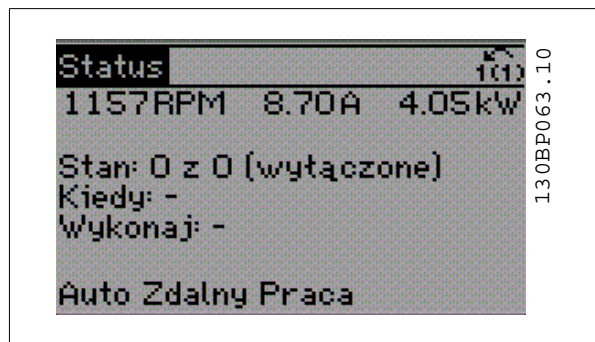 Status 1(1)
1157RPM 8.70A 4.05kW
Stan: 0 z 0 (wyłączone)
Kiedy: -
Wykonaj: -
Auto Zdalny Praca
130BP063.10